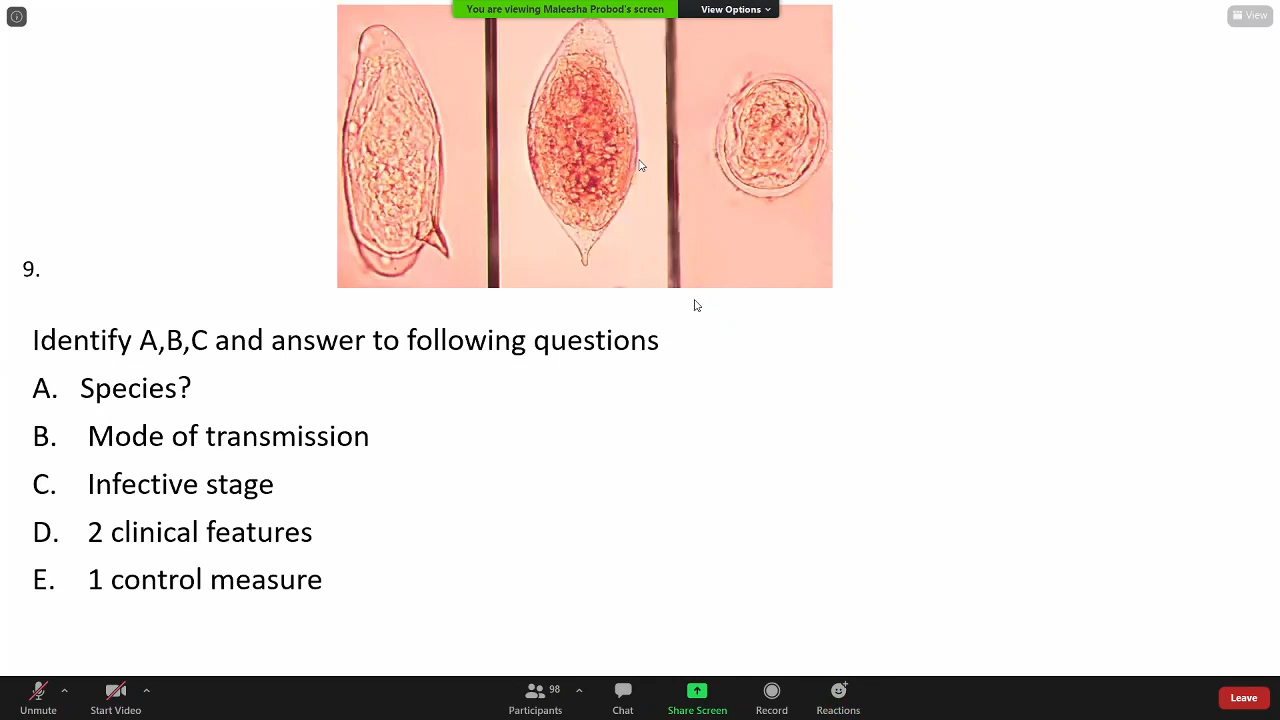 You are viewing Maleesha Probod's screen
View Options
View
9.
Identify A,B,C and answer to following questions
A. Species?
B. Mode of transmission
C. Infective stage
D. 2 clinical features
E. 1 control measure
Unmute
Start Video
98
Participants
Chat
Share Screen
Record
Reactions
Leave